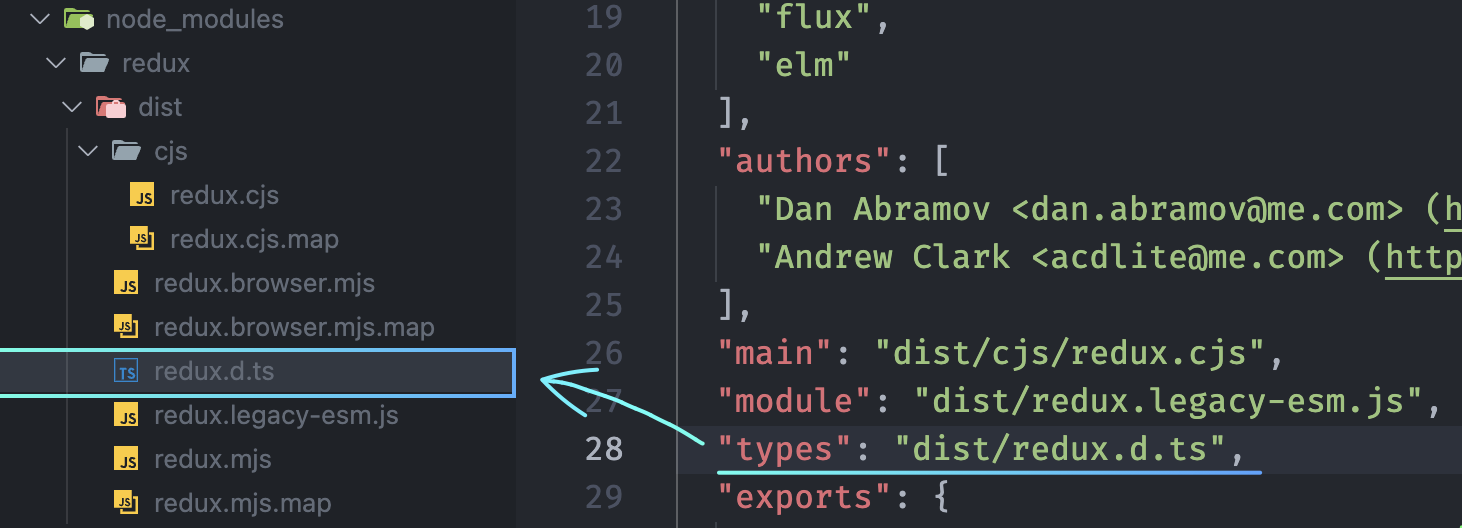 node_modules
redux
dist
cjs
JS redux.cjs
JS redux.cjs.map
JS redux.browser.mjs
JS redux.browser.mjs.map
TS redux.d.ts
JS redux.legacy-esm.js
JS redux.mjs
JS redux.mjs.map
19 "flux",
20 "elm"
21 ],
22 "authors": [
23 "Dan Abramov <dan.abramov@me.com> (h
24 "Andrew Clark <acdlite@me.com> (http
25 ],
26 "main": "dist/cjs/redux.cjs",
27 "module": "dist/redux.legacy-esm.js",
28 "types": "dist/redux.d.ts",
29 "exports": {